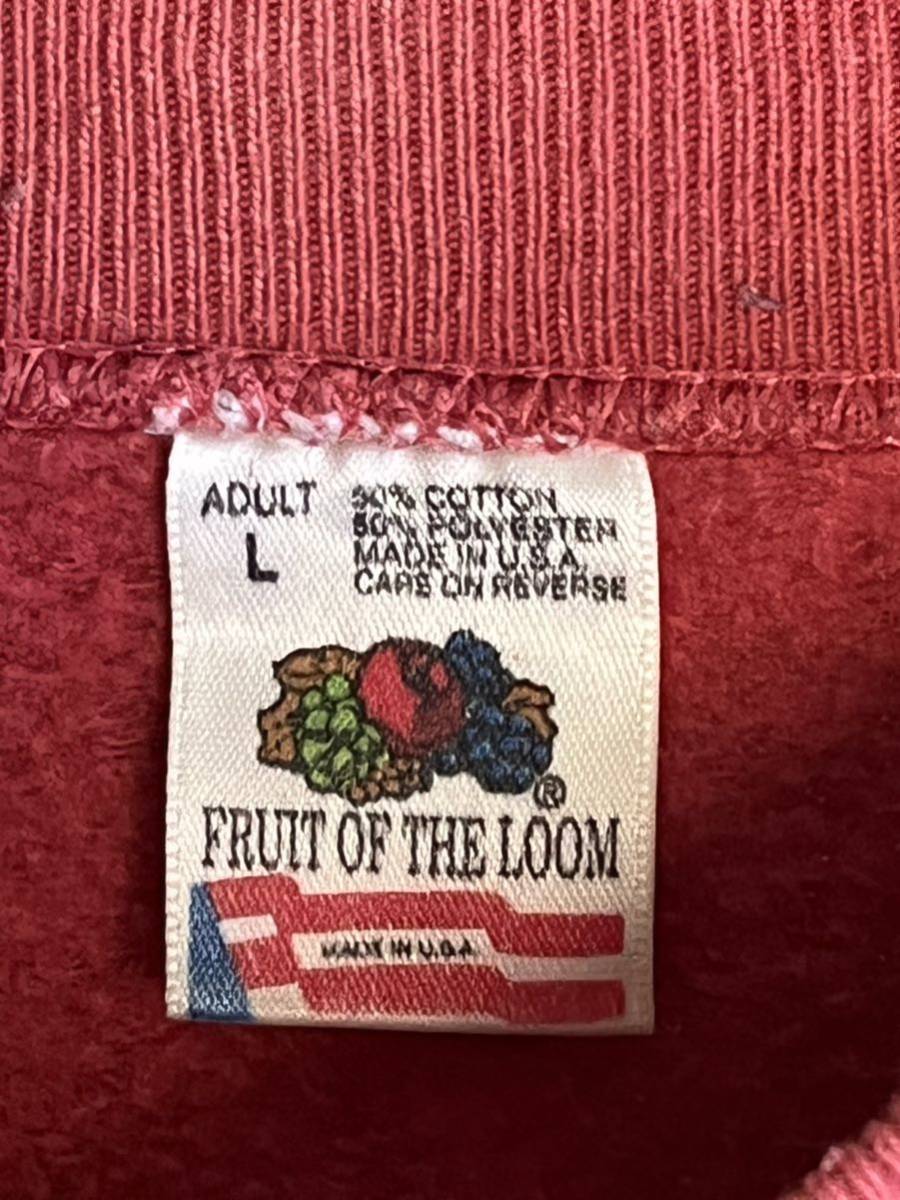 ADULT
L
50% COTTON
50% POLYESTER
MADE IN U.S.A.
CARE ON REVERSE
®
FRUIT OF THE LOOM
MADE IN U.S.A.